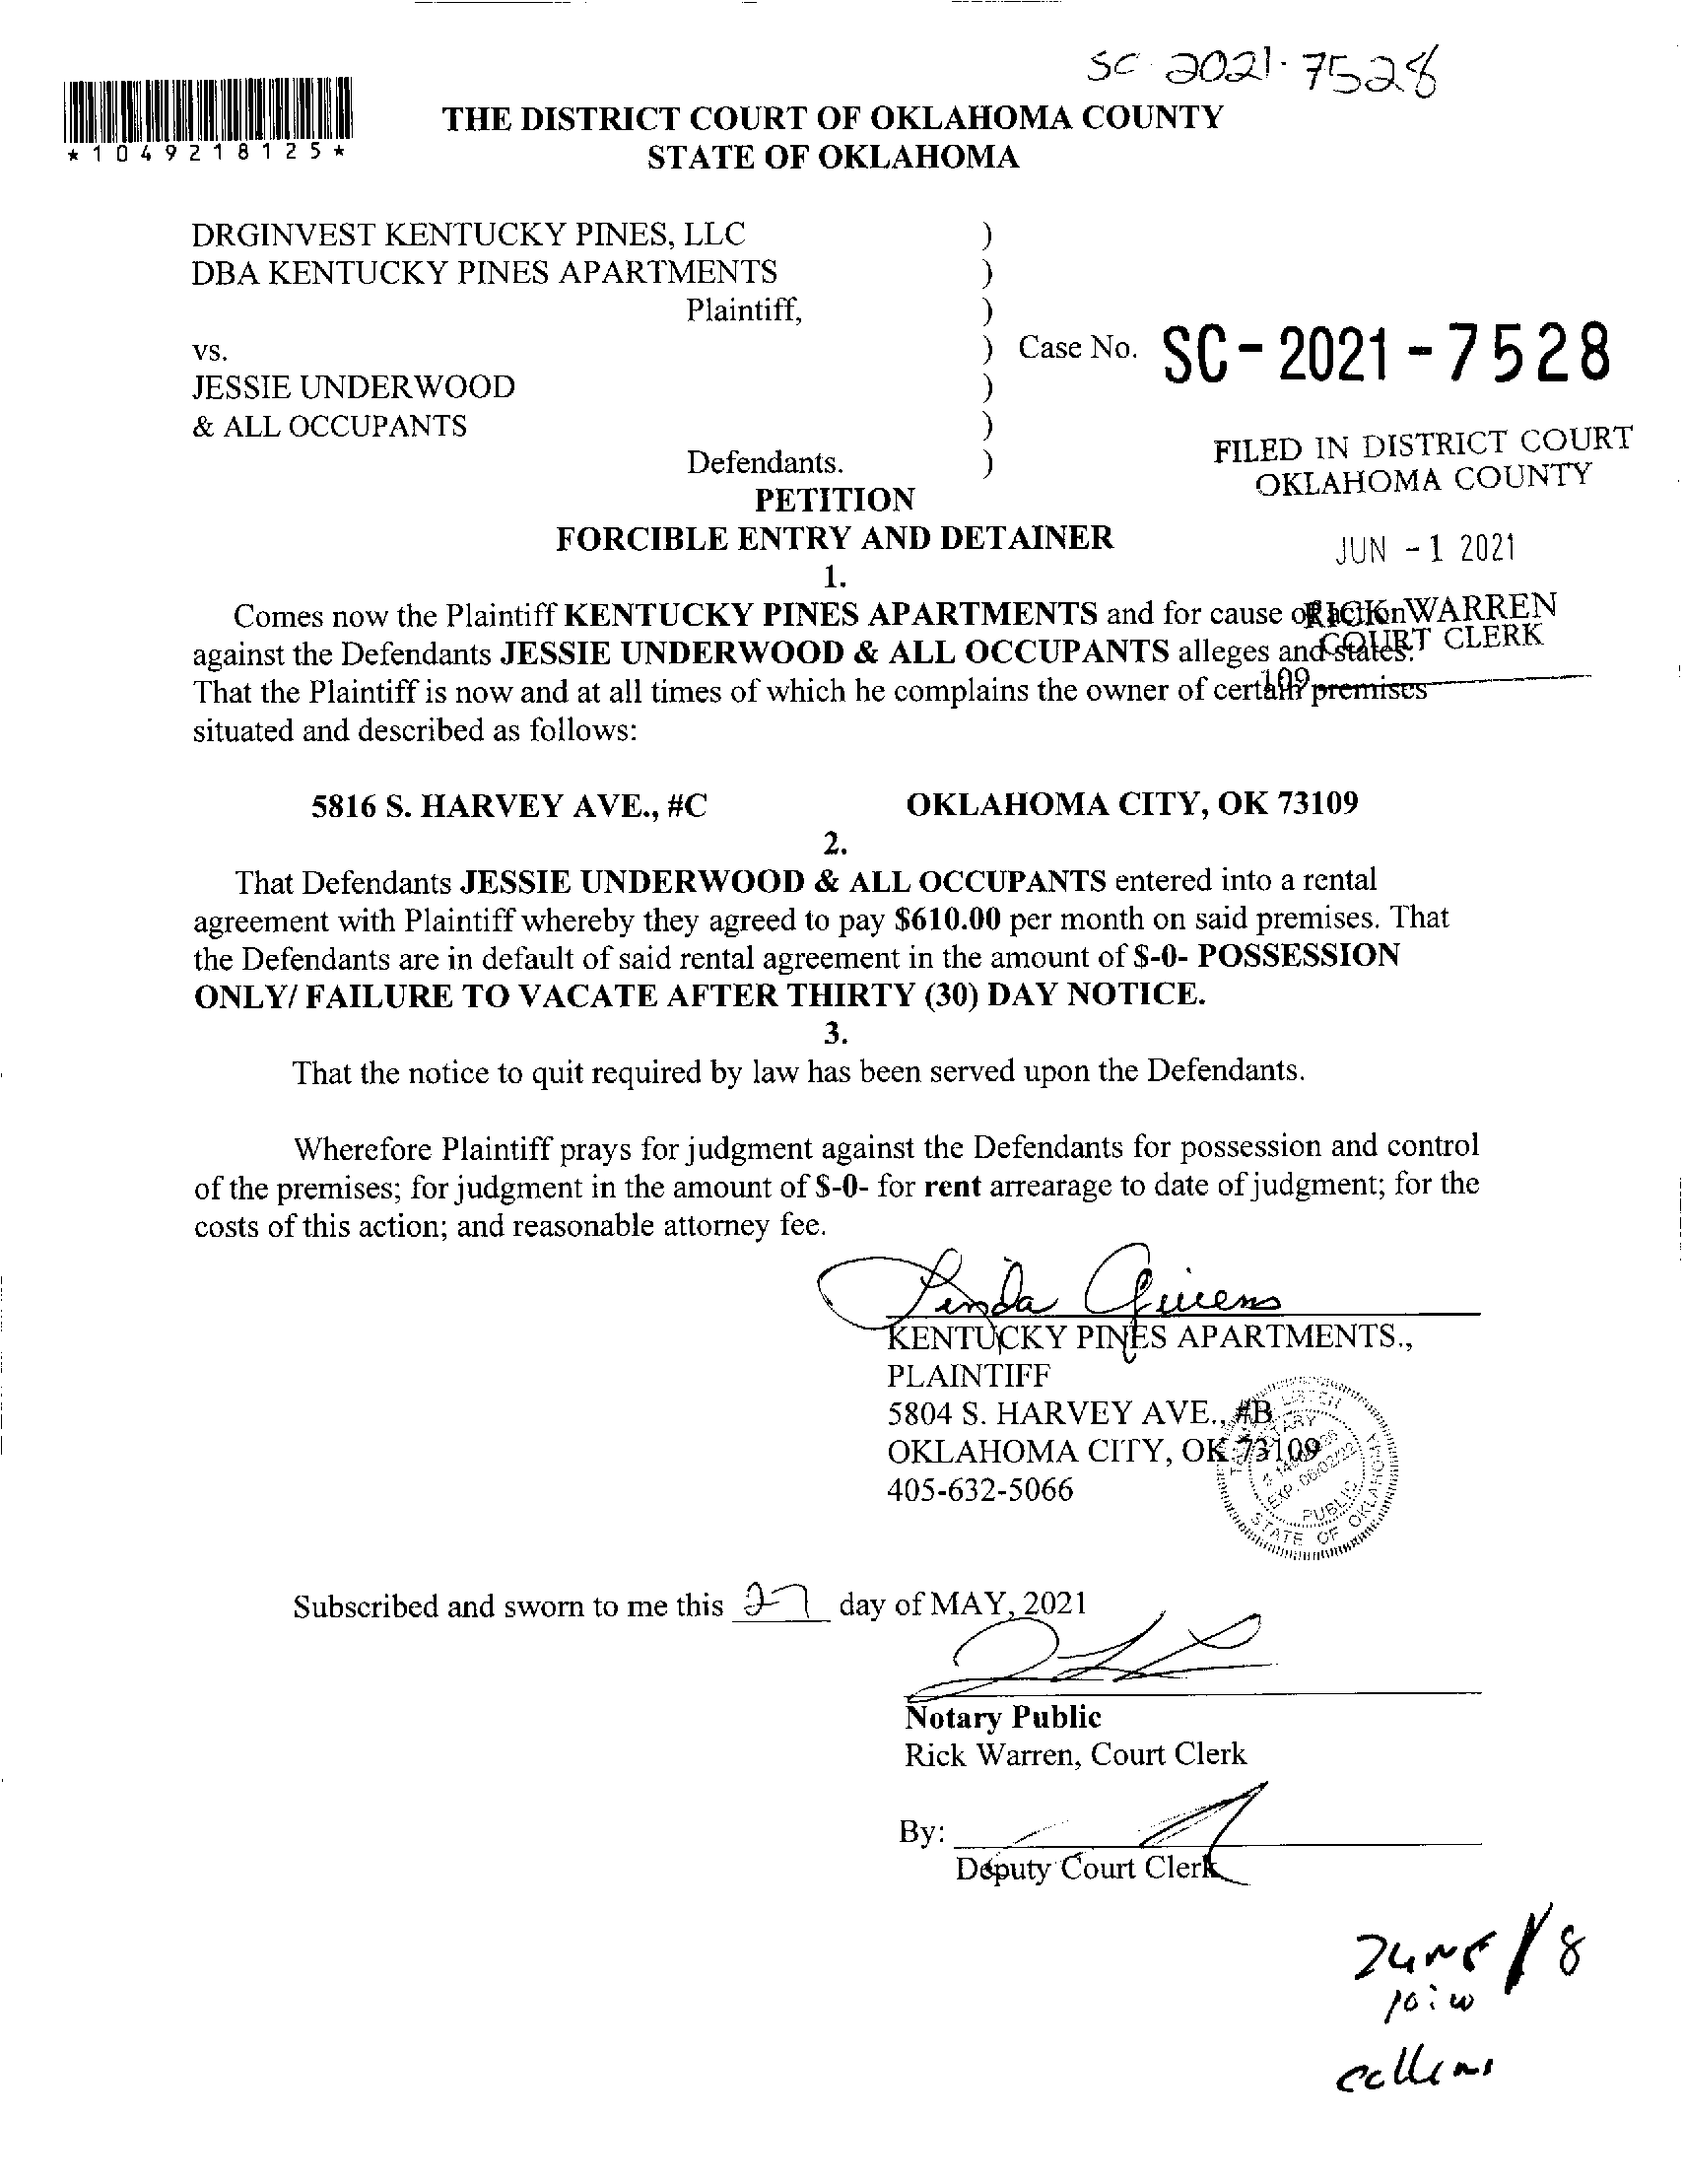 SC 2021-7528
*1049218125*
THE DISTRICT COURT OF OKLAHOMA COUNTY
STATE OF OKLAHOMA
DRGINVEST KENTUCKY PINES, LLC )
DBA KENTUCKY PINES APARTMENTS )
Plaintiff, )
vs. ) Case No. SC-2021-7528
JESSIE UNDERWOOD )
& ALL OCCUPANTS )
Defendants. )
FILED IN DISTRICT COURT
OKLAHOMA COUNTY
JUN -1 2021
RICK WARREN
COURT CLERK
109
PETITION
FORCIBLE ENTRY AND DETAINER
1.
Comes now the Plaintiff KENTUCKY PINES APARTMENTS and for cause of action
against the Defendants JESSIE UNDERWOOD & ALL OCCUPANTS alleges and states:
That the Plaintiff is now and at all times of which he complains the owner of certain premises
situated and described as follows:
5816 S. HARVEY AVE., #C OKLAHOMA CITY, OK 73109
2.
That Defendants JESSIE UNDERWOOD & ALL OCCUPANTS entered into a rental
agreement with Plaintiff whereby they agreed to pay $610.00 per month on said premises. That
the Defendants are in default of said rental agreement in the amount of $-0- POSSESSION
ONLY/ FAILURE TO VACATE AFTER THIRTY (30) DAY NOTICE.
3.
That the notice to quit required by law has been served upon the Defendants.
Wherefore Plaintiff prays for judgment against the Defendants for possession and control
of the premises; for judgment in the amount of $-0- for rent arrearage to date of judgment; for the
costs of this action; and reasonable attorney fee.
Linda Givens
KENTUCKY PINES APARTMENTS.,
PLAINTIFF
5804 S. HARVEY AVE., #B
OKLAHOMA CITY, OK 73109
405-632-5066
EXP. 06/02/22
PUBLIC
STATE OF OKLAHOMA
Subscribed and sworn to me this 27 day of MAY, 2021
Notary Public
Rick Warren, Court Clerk
By:
Deputy Court Clerk
JUNE 18